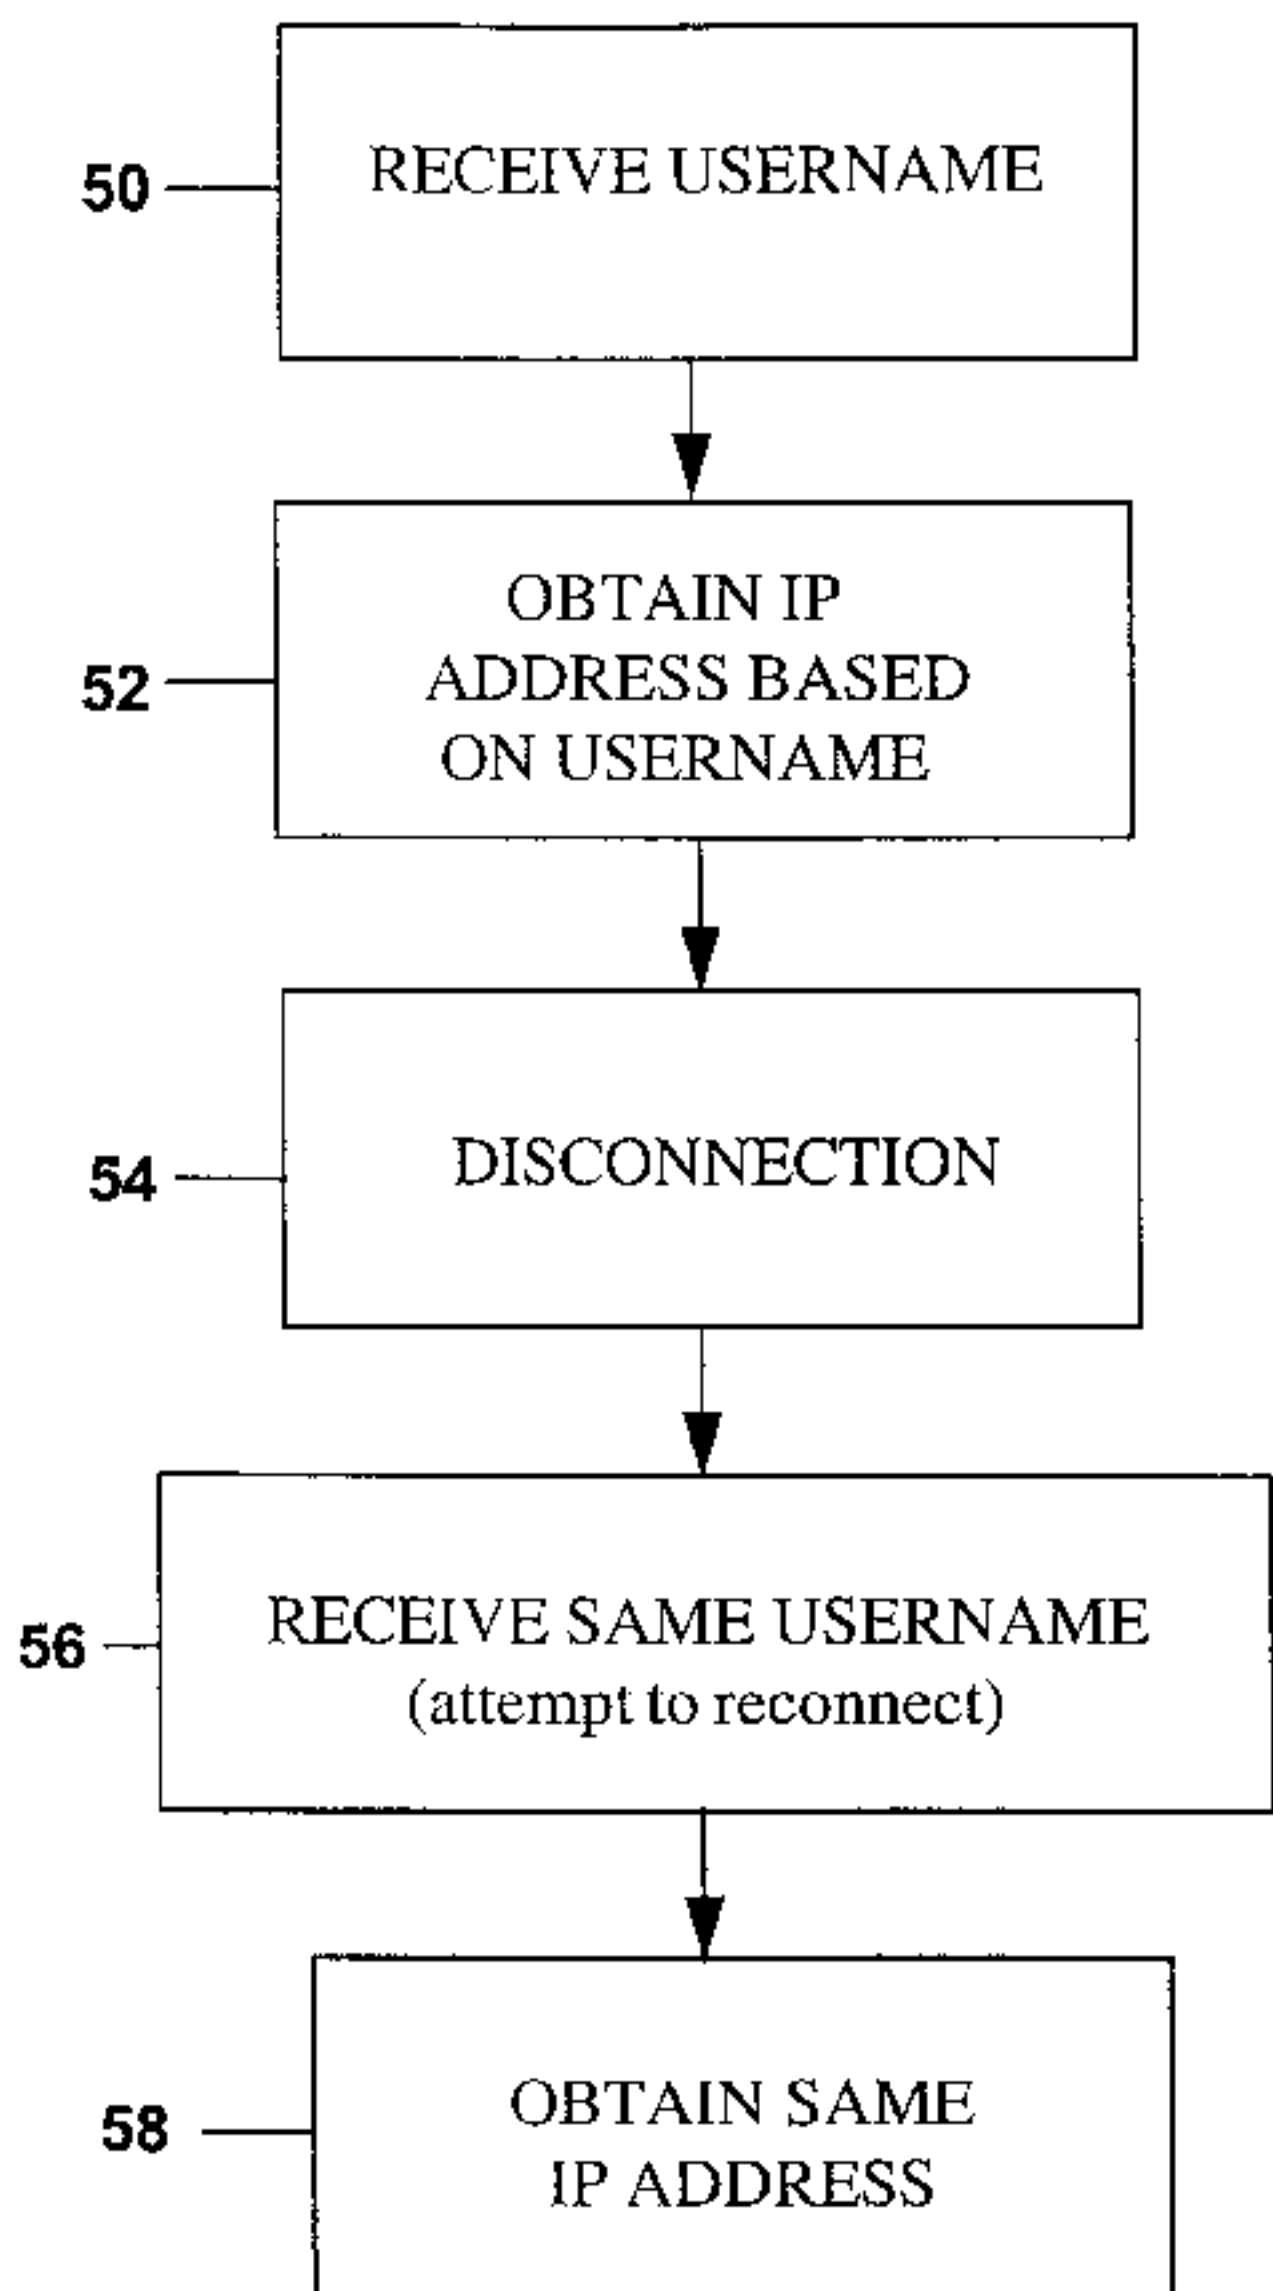 50
RECEIVE USERNAME
52
OBTAIN IP
ADDRESS BASED
ON USERNAME
54
DISCONNECTION
56
RECEIVE SAME USERNAME
(attempt to reconnect)
58
OBTAIN SAME
IP ADDRESS